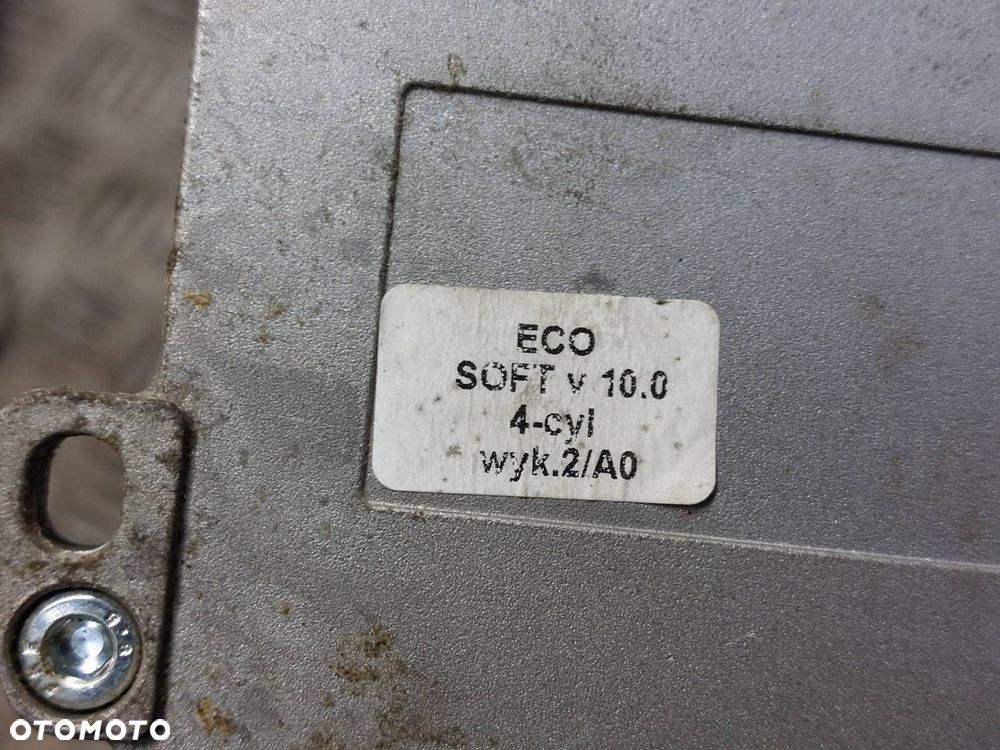 ECO
SOFT v 10.0
4-cyl
wyk.2/A0
OTOMOTO